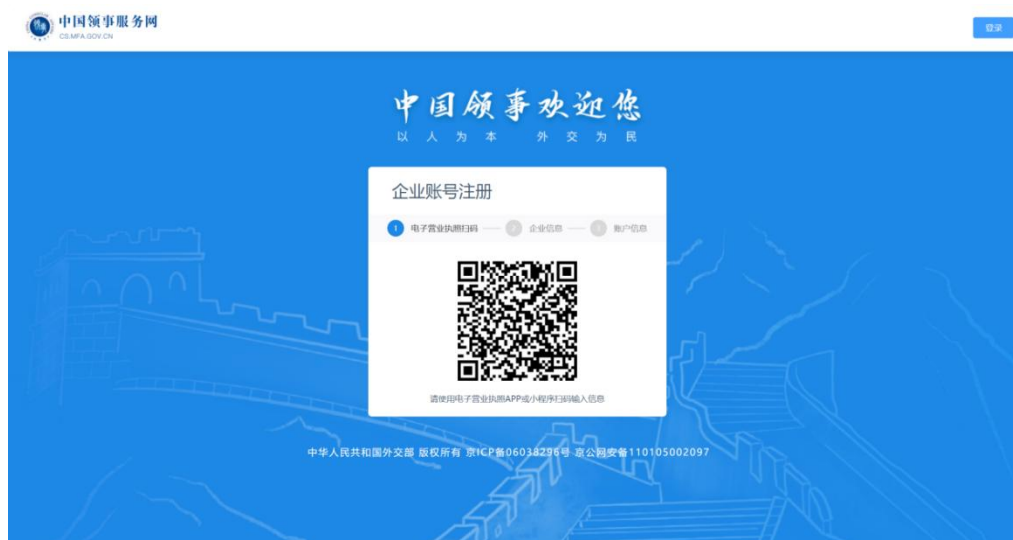 中国领事服务网
CS.MFA.GOV.CN
登录
中国领事欢迎您
以人为本 外交为民
企业账号注册
1 电子营业执照扫码 2 企业信息 3 账户信息
请使用电子营业执照APP或小程序扫码输入信息
中华人民共和国外交部 版权所有 京ICP备06038296号 京公网安备110105002097